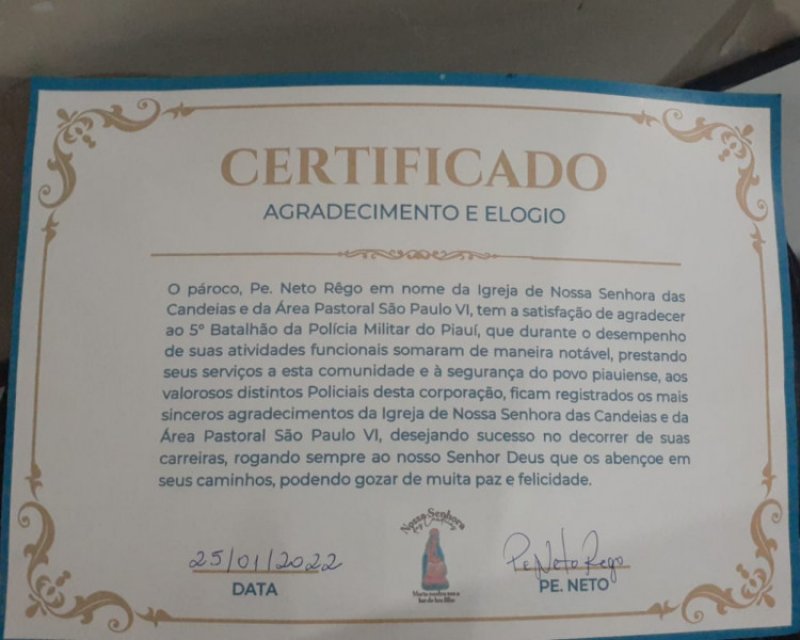 CERTIFICADO
AGRADECIMENTO E ELOGIO
O pároco, Pe. Neto Rêgo em nome da Igreja de Nossa Senhora das
Candeias e da Área Pastoral São Paulo VI, tem a satisfação de agradecer
ao 5º Batalhão da Polícia Militar do Piauí, que durante o desempenho
de suas atividades funcionais somaram de maneira notável, prestando
seus serviços a esta comunidade e à segurança do povo piauiense, aos
valorosos distintos Policiais desta corporação, ficam registrados os mais
sinceros agradecimentos da Igreja de Nossa Senhora das Candeias e da
Área Pastoral São Paulo VI, desejando sucesso no decorrer de suas
carreiras, rogando sempre ao nosso Senhor Deus que os abençoe em
seus caminhos, podendo gozar de muita paz e felicidade.
Nossa Senhora
das Candeias
25/01/2022
Pe Neto Rego
DATA
PE. NETO